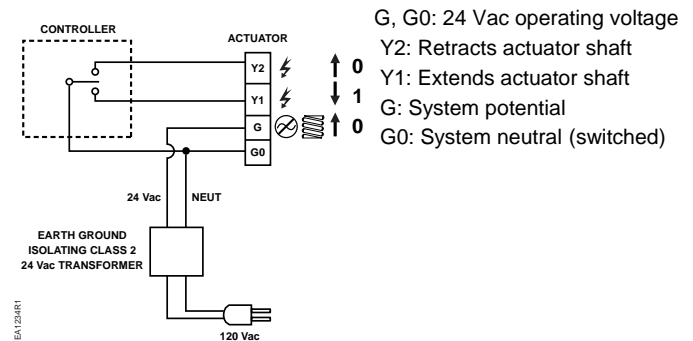 CONTROLLER
ACTUATOR
Y2
0
Y1
1
G
0
G0
24 Vac
NEUT
EARTH GROUND
ISOLATING CLASS 2
24 Vac TRANSFORMER
120 Vac
EA1234R1
G, G0: 24 Vac operating voltage
Y2: Retracts actuator shaft
Y1: Extends actuator shaft
G: System potential
G0: System neutral (switched)